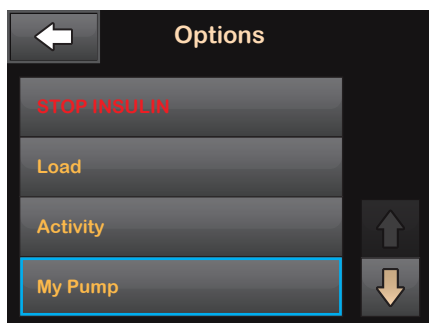 Options
STOP INSULIN
Load
Activity
My Pump